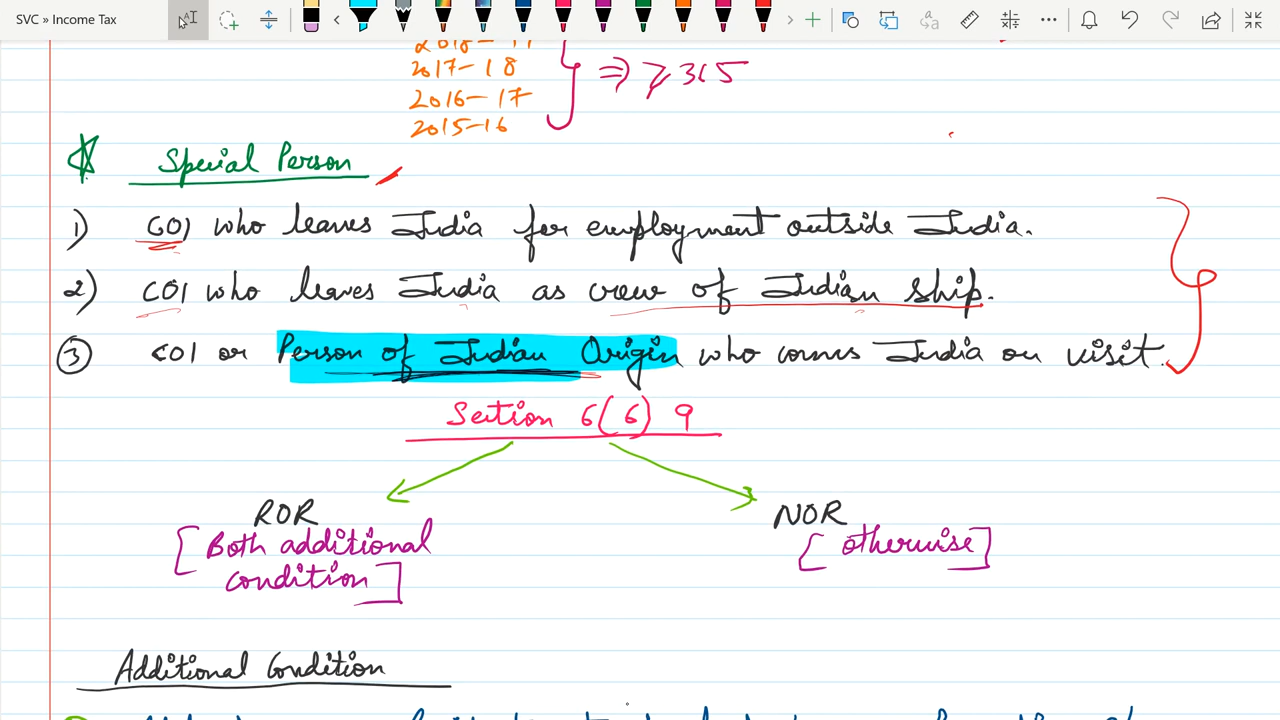 SVC » Income Tax
2017-18 ⇒ ⩾ 365
2016-17
2015-16
Special Person
1) COI who leaves India for employment outside India.
2) COI who leaves India as crew of Indian ship.
③ COI or Person of Indian Origin who comes India on visit.
Section 6(6) 9
ROR NOR
[Both additional [otherwise]
condition]
Additional Condition